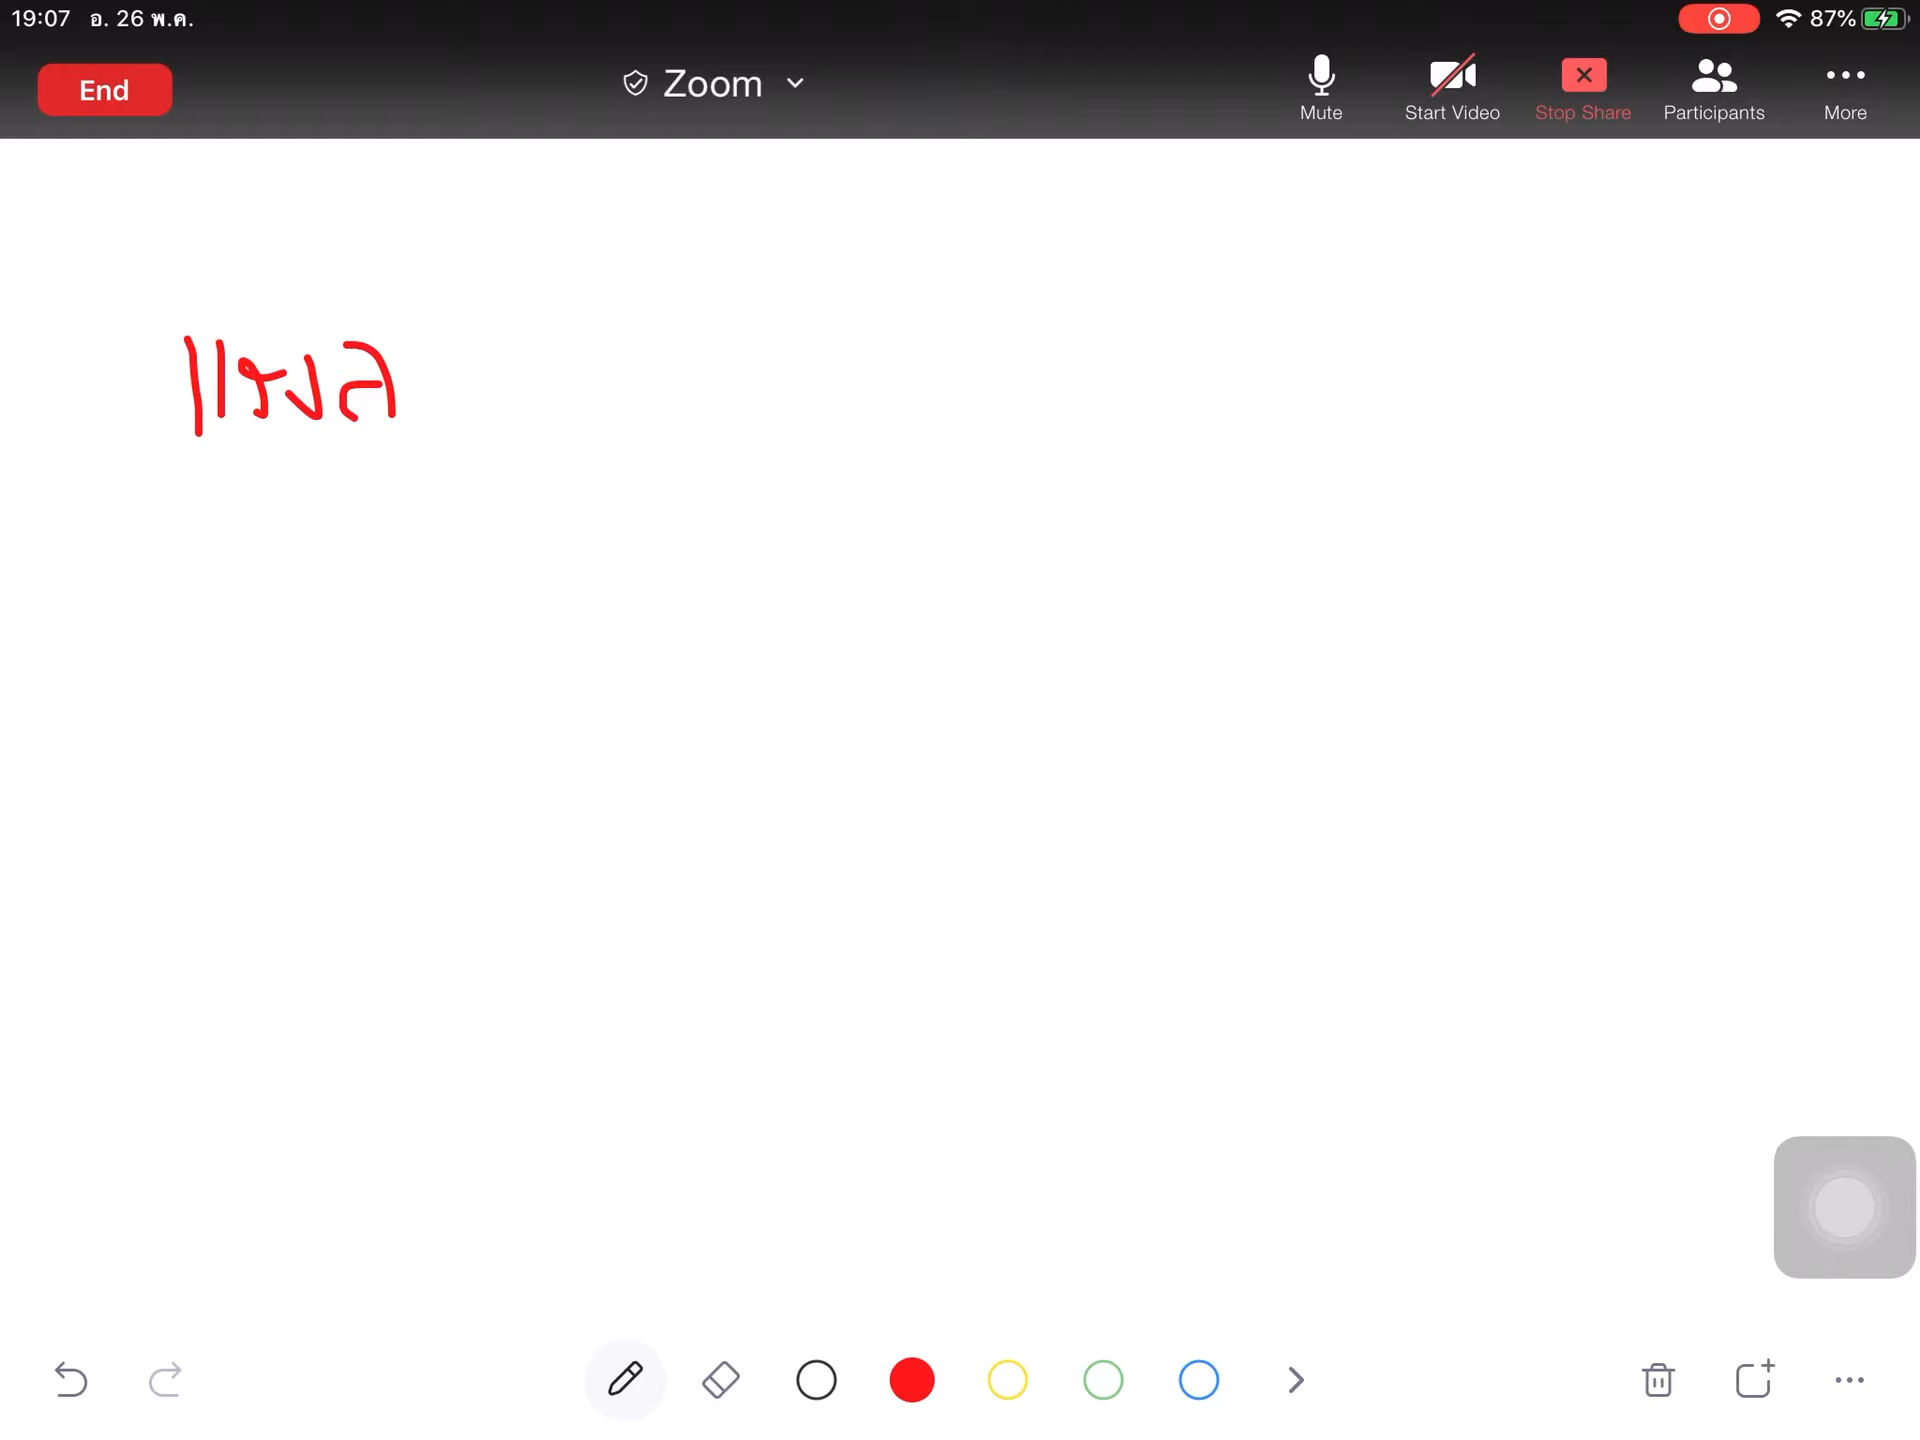 19:07 อ. 26 พ.ค. 87%
End Zoom Mute Start Video Stop Share Participants More
แรงล